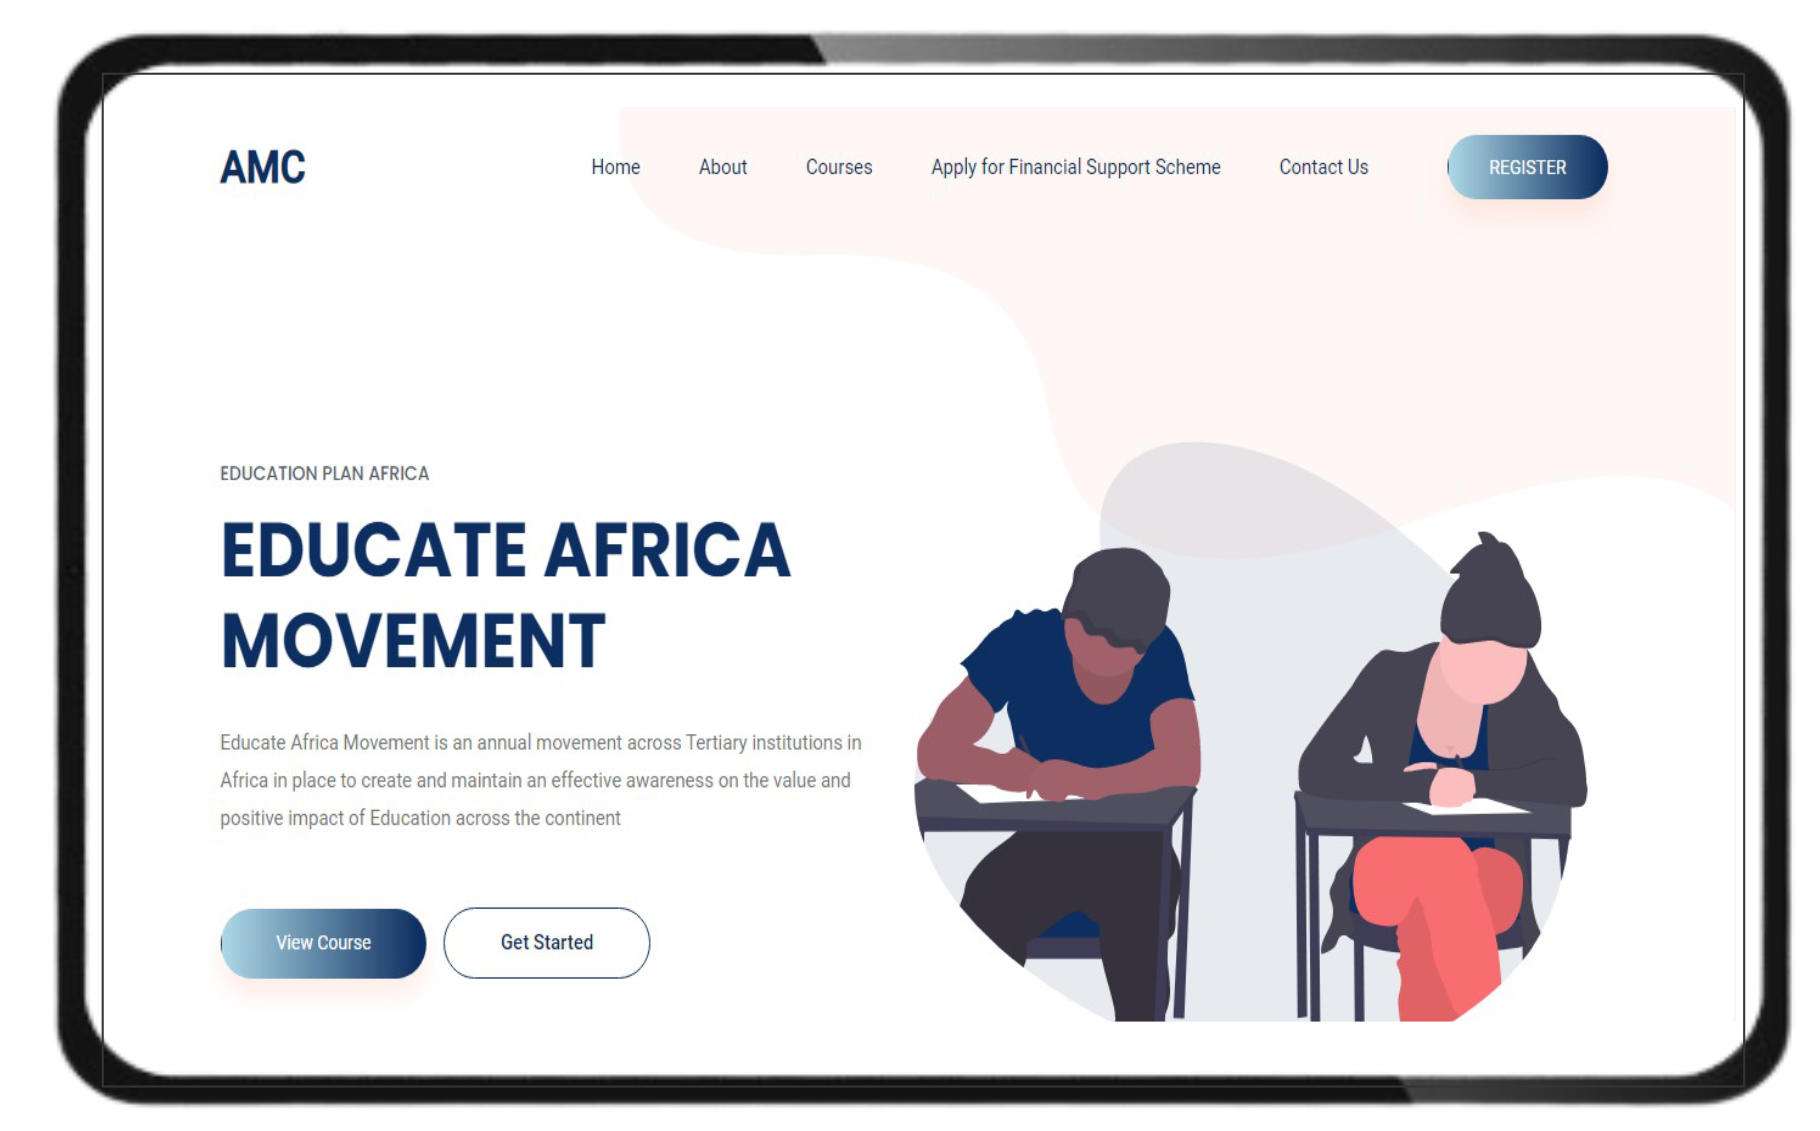 AMC
Home
About
Courses
Apply for Financial Support Scheme
Contact Us
REGISTER
EDUCATION PLAN AFRICA
EDUCATE AFRICA
MOVEMENT
Educate Africa Movement is an annual movement across Tertiary institutions in
Africa in place to create and maintain an effective awareness on the value and
positive impact of Education across the continent
View Course
Get Started